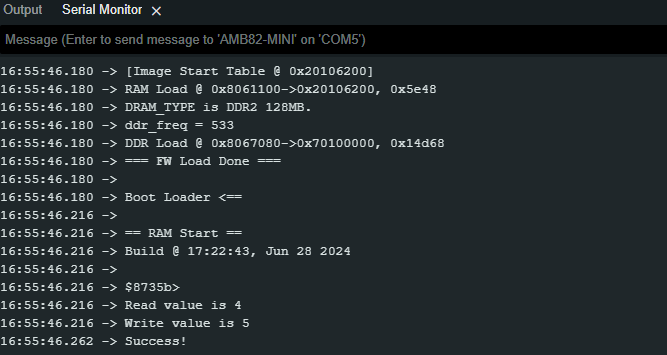 Output Serial Monitor ×
Message (Enter to send message to 'AMB82-MINI' on 'COM5')
16:55:46.180 -> [Image Start Table @ 0x20106200]
16:55:46.180 -> RAM Load @ 0x8061100->0x20106200, 0x5e48
16:55:46.180 -> DRAM_TYPE is DDR2 128MB.
16:55:46.180 -> ddr_freq = 533
16:55:46.180 -> DDR Load @ 0x8067080->0x70100000, 0x14d68
16:55:46.180 -> === FW Load Done ===
16:55:46.180 ->
16:55:46.180 -> Boot Loader <==
16:55:46.216 ->
16:55:46.216 -> == RAM Start ==
16:55:46.216 -> Build @ 17:22:43, Jun 28 2024
16:55:46.216 ->
16:55:46.216 -> $8735b>
16:55:46.216 -> Read value is 4
16:55:46.216 -> Write value is 5
16:55:46.262 -> Success!